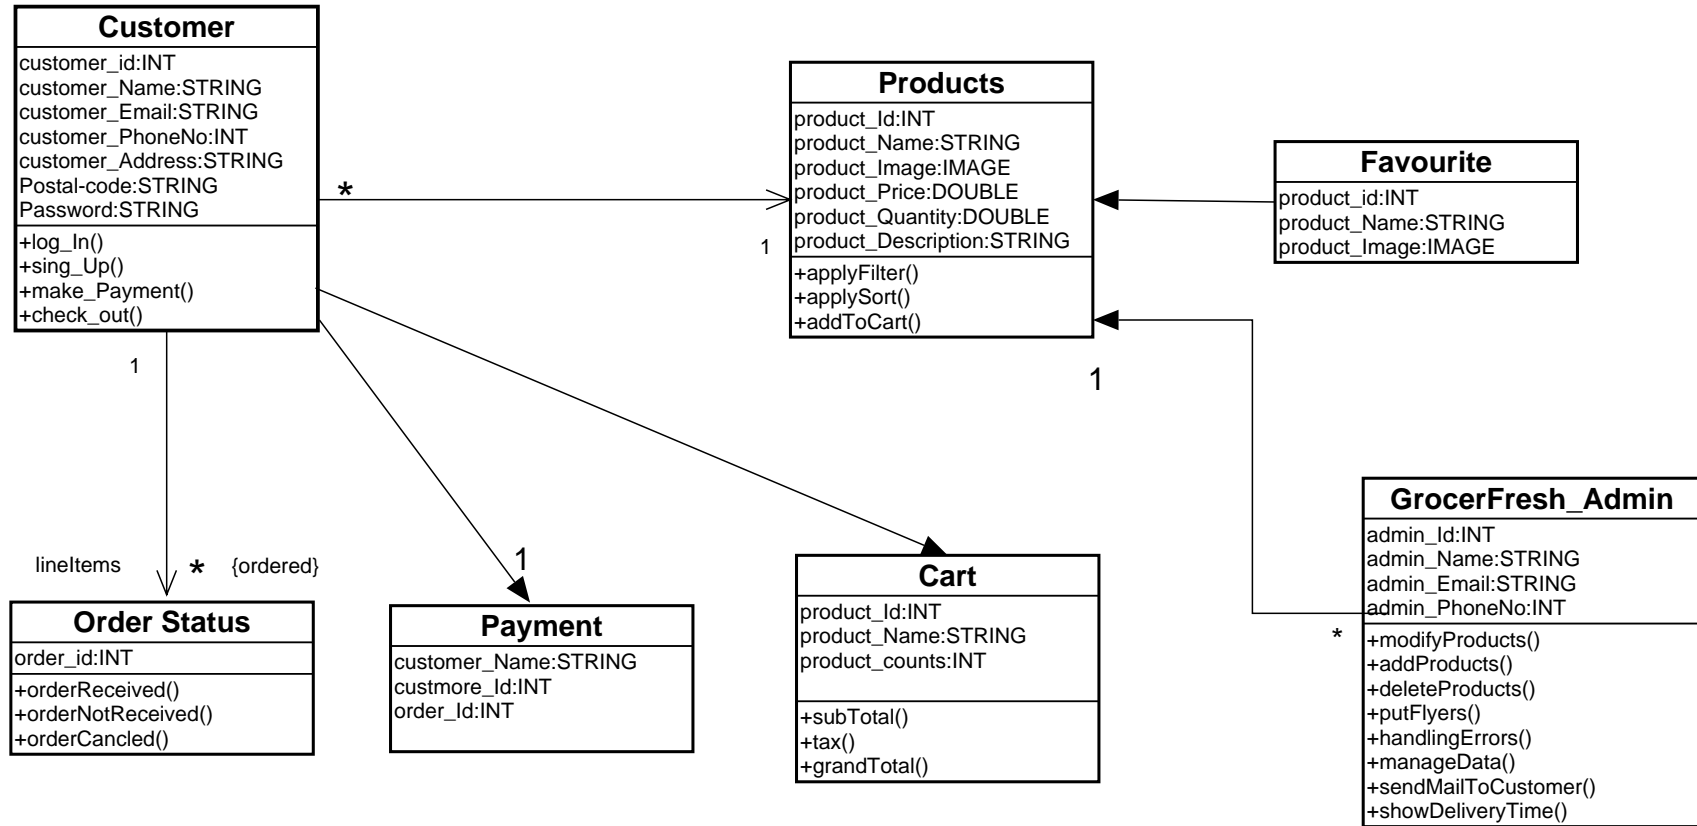 Customer
customer_id:INT
customer_Name:STRING
customer_Email:STRING
customer_PhoneNo:INT
customer_Address:STRING
Postal-code:STRING
Password:STRING
+log_In()
+sing_Up()
+make_Payment()
+check_out()
*
1
Products
product_Id:INT
product_Name:STRING
product_Image:IMAGE
product_Price:DOUBLE
product_Quantity:DOUBLE
product_Description:STRING
+applyFilter()
+applySort()
+addToCart()
Favourite
product_id:INT
product_Name:STRING
product_Image:IMAGE
1
1
lineItems
*
{ordered}
1
Order Status
order_id:INT
+orderReceived()
+orderNotReceived()
+orderCancled()
Payment
customer_Name:STRING
custmore_Id:INT
order_Id:INT
Cart
product_Id:INT
product_Name:STRING
product_counts:INT
+subTotal()
+tax()
+grandTotal()
*
GrocerFresh_Admin
admin_Id:INT
admin_Name:STRING
admin_Email:STRING
admin_PhoneNo:INT
+modifyProducts()
+addProducts()
+deleteProducts()
+putFlyers()
+handlingErrors()
+manageData()
+sendMailToCustomer()
+showDeliveryTime()